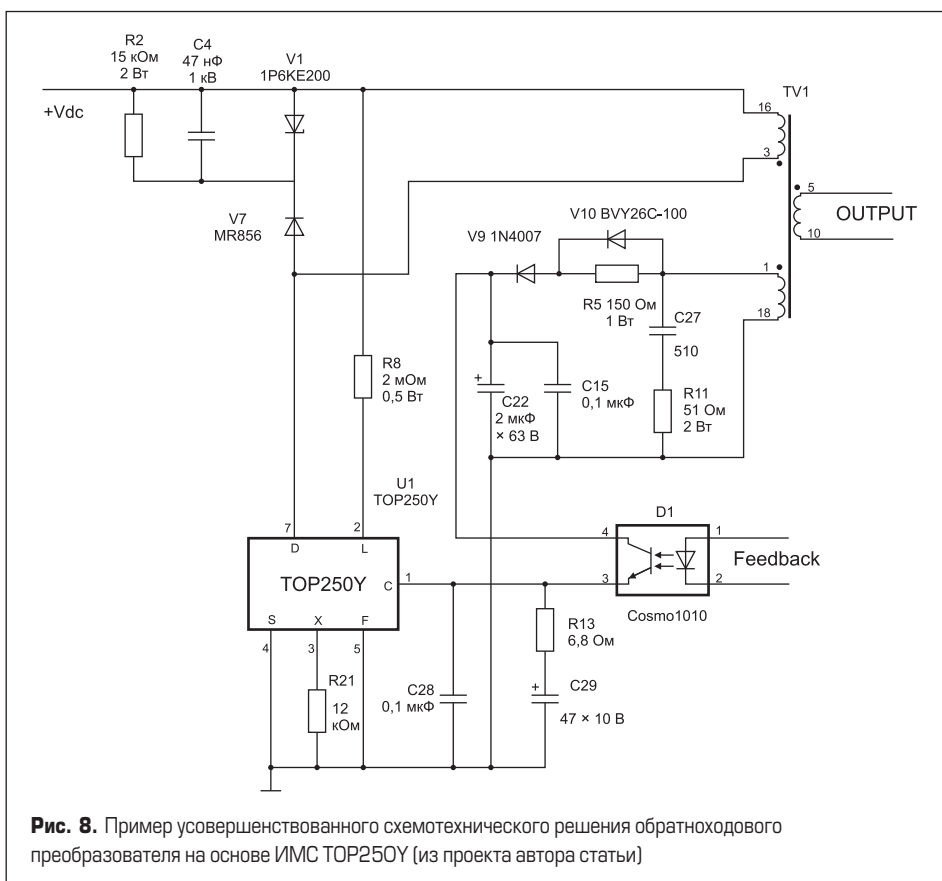 R2
15 кОм
2 Вт
C4
47 нФ
1 кВ
V1
1P6KE200
+Vdc
V7
MR856
TV1
16
3
5
OUTPUT
10
1
18
V10 BVY26C-100
V9 1N4007
R5 150 Ом
1 Вт
C27
510
R8
2 мОм
0,5 Вт
+
C22
2 мкФ
× 63 В
C15
0,1 мкФ
R11
51 Ом
2 Вт
U1
TOP250Y
7
2
D
L
TOP250Y
C
1
S
X
F
4
3
5
D1
4
1
Feedback
3
2
Cosmo1010
R21
12
кОм
C28
0,1 мкФ
R13
6,8 Ом
+
C29
47 × 10 В
Рис. 8. Пример усовершенствованного схемотехнического решения обратноходового
преобразователя на основе ИМС TOP250Y (из проекта автора статьи)